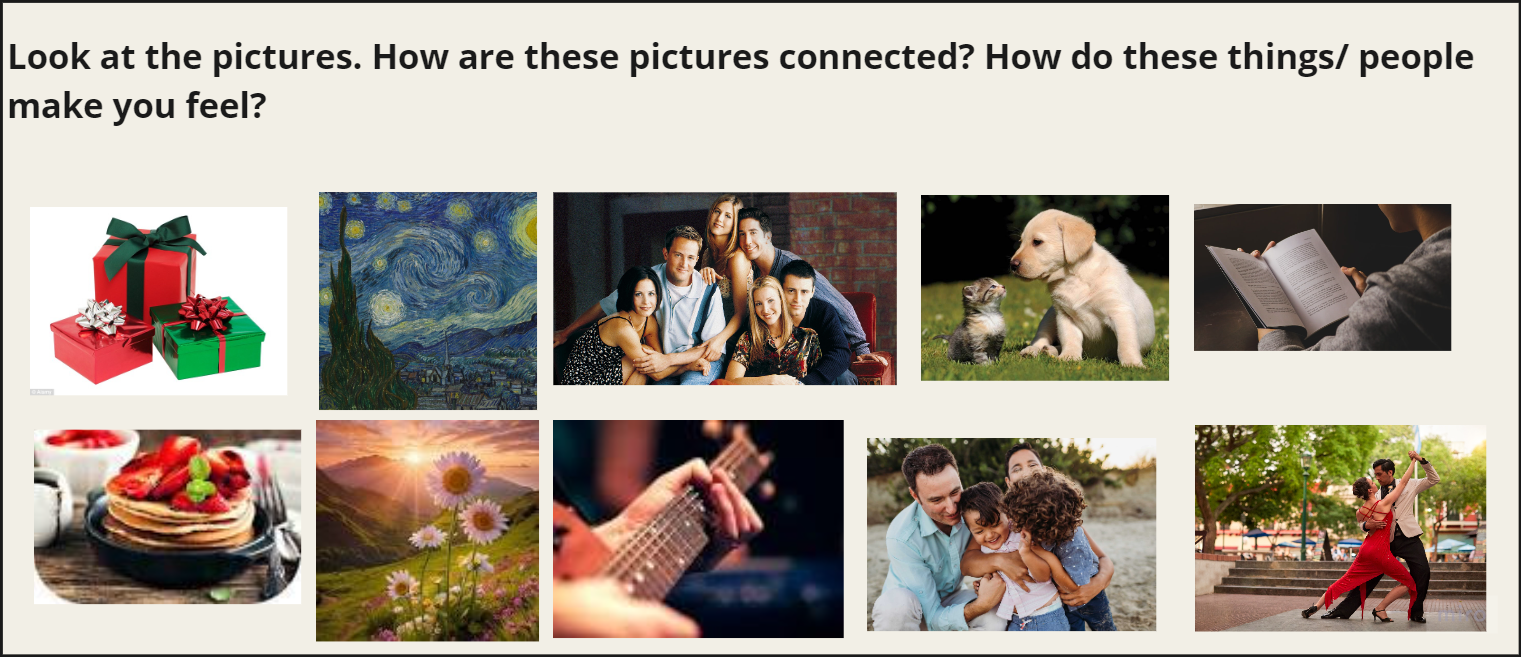 Look at the pictures. How are these pictures connected? How do these things/ people
make you feel?